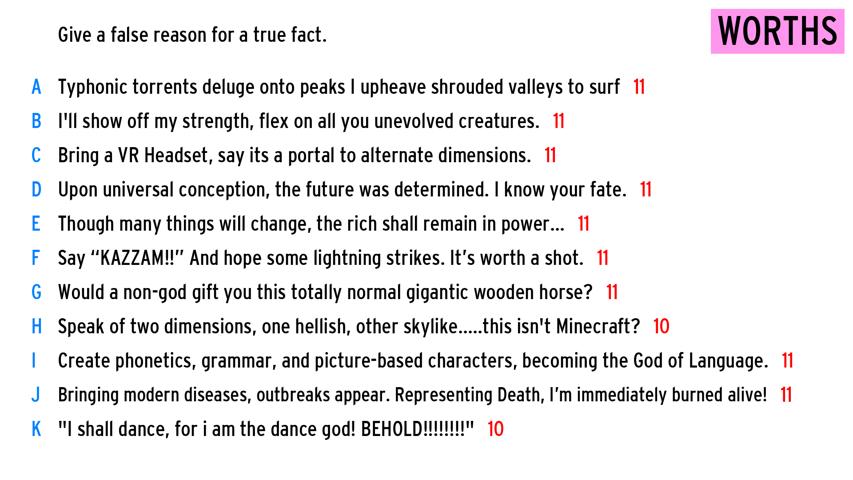 Give a false reason for a true fact.
WORTHS
A Typhonic torrents deluge onto peaks I upheave shrouded valleys to surf 11
B I'll show off my strength, flex on all you unevolved creatures. 11
C Bring a VR Headset, say its a portal to alternate dimensions. 11
D Upon universal conception, the future was determined. I know your fate. 11
E Though many things will change, the rich shall remain in power... 11
F Say “KAZZAM!!” And hope some lightning strikes. It’s worth a shot. 11
G Would a non-god gift you this totally normal gigantic wooden horse? 11
H Speak of two dimensions, one hellish, other skylike.....this isn't Minecraft? 10
I Create phonetics, grammar, and picture-based characters, becoming the God of Language. 11
J Bringing modern diseases, outbreaks appear. Representing Death, I’m immediately burned alive! 11
K "I shall dance, for i am the dance god! BEHOLD!!!!!!!!" 10